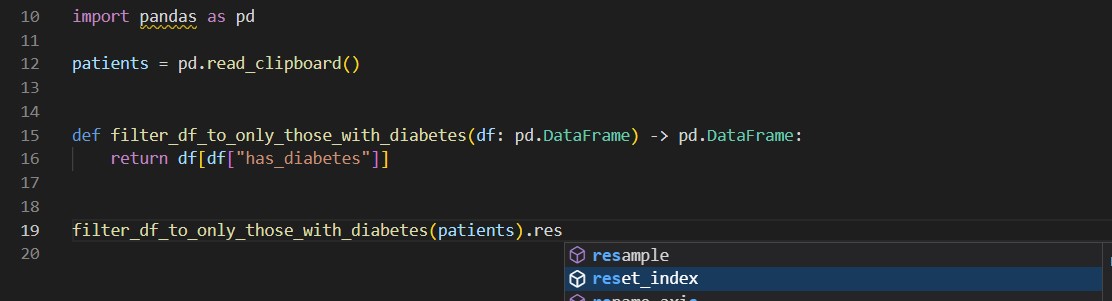 10 import pandas as pd
11
12 patients = pd.read_clipboard()
13
14
15 def filter_df_to_only_those_with_diabetes(df: pd.DataFrame) -> pd.DataFrame:
16     return df[df["has_diabetes"]]
17
18
19 filter_df_to_only_those_with_diabetes(patients).res
20
resample
reset_index
rename_axis